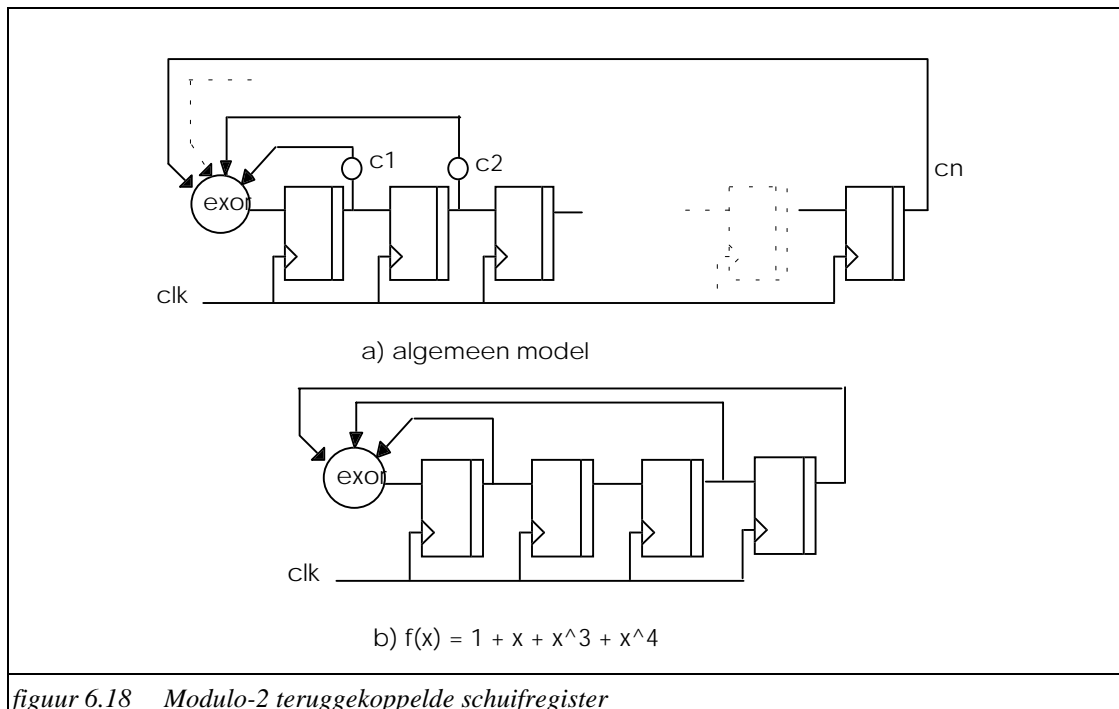 c1
c2
cn
exor
clk
a) algemeen model
exor
clk
b) f(x) = 1 + x + x^3 + x^4
figuur 6.18 Modulo-2 teruggekoppelde schuifregister